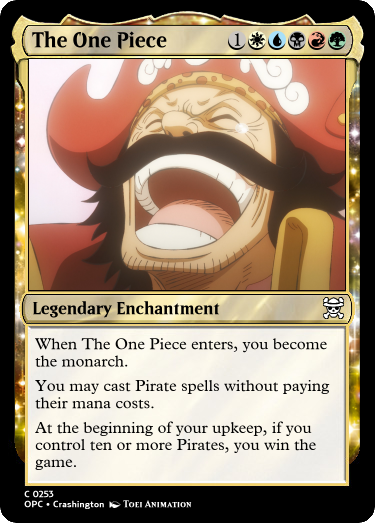 The One Piece 1
Legendary Enchantment
When The One Piece enters, you become
the monarch.
You may cast Pirate spells without paying
their mana costs.
At the beginning of your upkeep, if you
control ten or more Pirates, you win the
game.
C 0253
OPC • Crashington TOEI ANIMATION